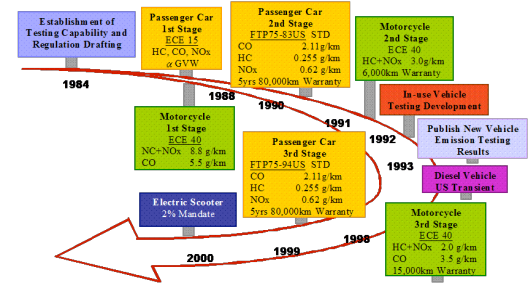 Establishment of
Testing Capability and
Regulation Drafting
Passenger Car
1st Stage
ECE 15
HC, CO, NOx
α GVW
Passenger Car
2nd Stage
FTP75-83US STD
CO 2.11g/km
HC 0.255 g/km
NOx 0.62 g/km
5yrs 80,000km Warranty
Motorcycle
2nd Stage
ECE 40
HC+NOx 3.0g/km
6,000km Warranty
1984
1988
1990
1991
1992
1993
In-use Vehicle
Testing Development
Publish New Vehicle
Emission Testing
Results
Diesel Vehicle
US Transient
Motorcycle
1st Stage
ECE 40
NC+NOx 8.8 g/km
CO 5.5 g/km
Passenger Car
3rd Stage
FTP75-94US STD
CO 2.11g/km
HC 0.255 g/km
NOx 0.62 g/km
5yrs 80,000km Warranty
Electric Scooter
2% Mandate
Motorcycle
3rd Stage
ECE 40
HC+NOx 2.0 g/km
CO 3.5 g/km
15,000km Warranty
1998
1999
2000